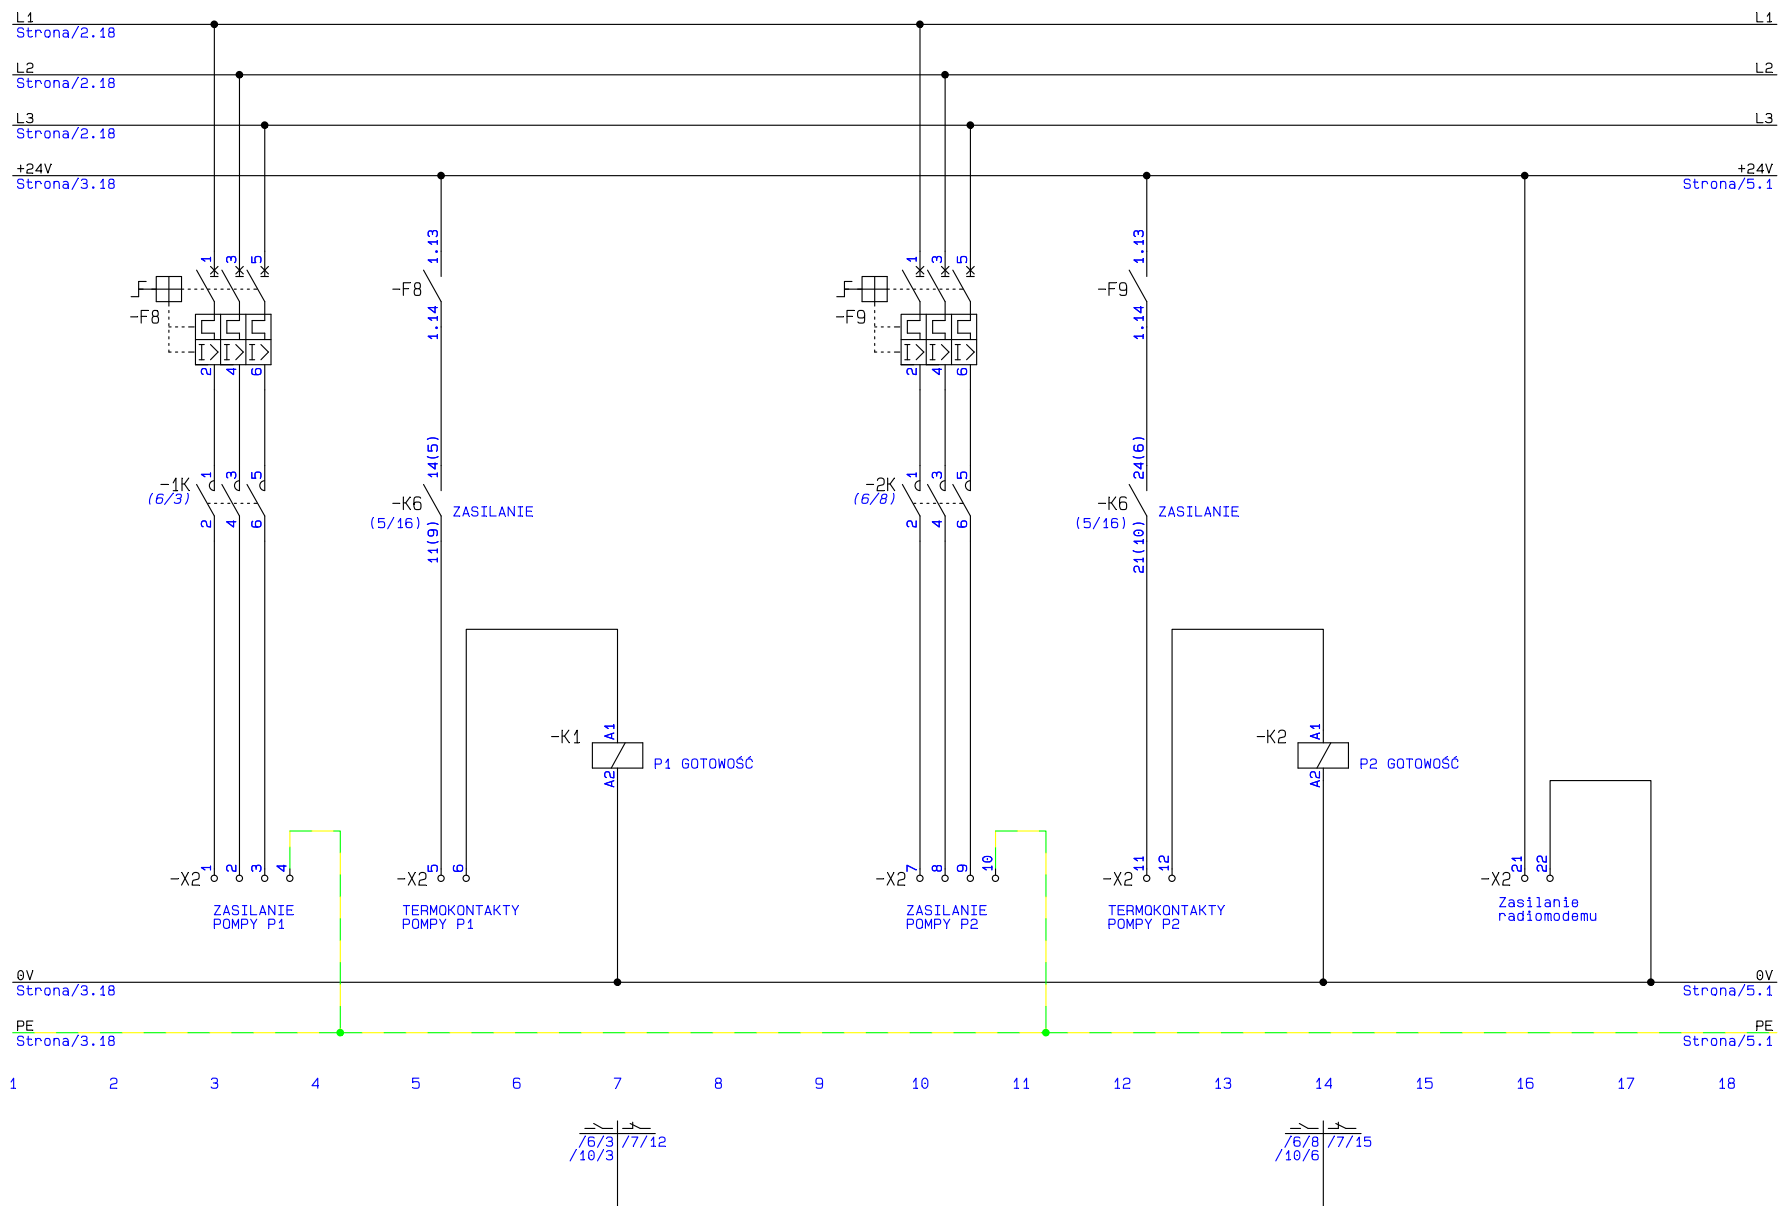 L1 L1
Strona/2.18
L2 L2
Strona/2.18
L3 L3
Strona/2.18
+24V +24V
Strona/3.18 Strona/5.1
1 3 5 1.13 1 3 5 1.13
-F8 -F9
-F8 1.14 -F9 1.14
I> I> I> I> I> I>
2 4 6 2 4 6
14(5) 24(6)
-1K 1 3 5 -2K 1 3 5
(6/3) (6/8)
-K6 ZASILANIE -K6 ZASILANIE
(5/16) (5/16)
2 4 6 11(9) 2 4 6 21(10)
-K1 A1 -K2 A1
P1 GOTOWOŚĆ P2 GOTOWOŚĆ
A2 A2
-X2 1 2 3 4 -X2 5 6 -X2 7 8 9 10 -X2 11 12 -X2 21 22
ZASILANIE TERMOKONTAKTY ZASILANIE TERMOKONTAKTY Zasilanie
POMPY P1 POMPY P1 POMPY P2 POMPY P2 radiomodemu
0V 0V
Strona/3.18 Strona/5.1
PE PE
Strona/3.18 Strona/5.1
1 2 3 4 5 6 7 8 9 10 11 12 13 14 15 16 17 18
/6/3 /7/12 /6/8 /7/15
/10/3 /10/6